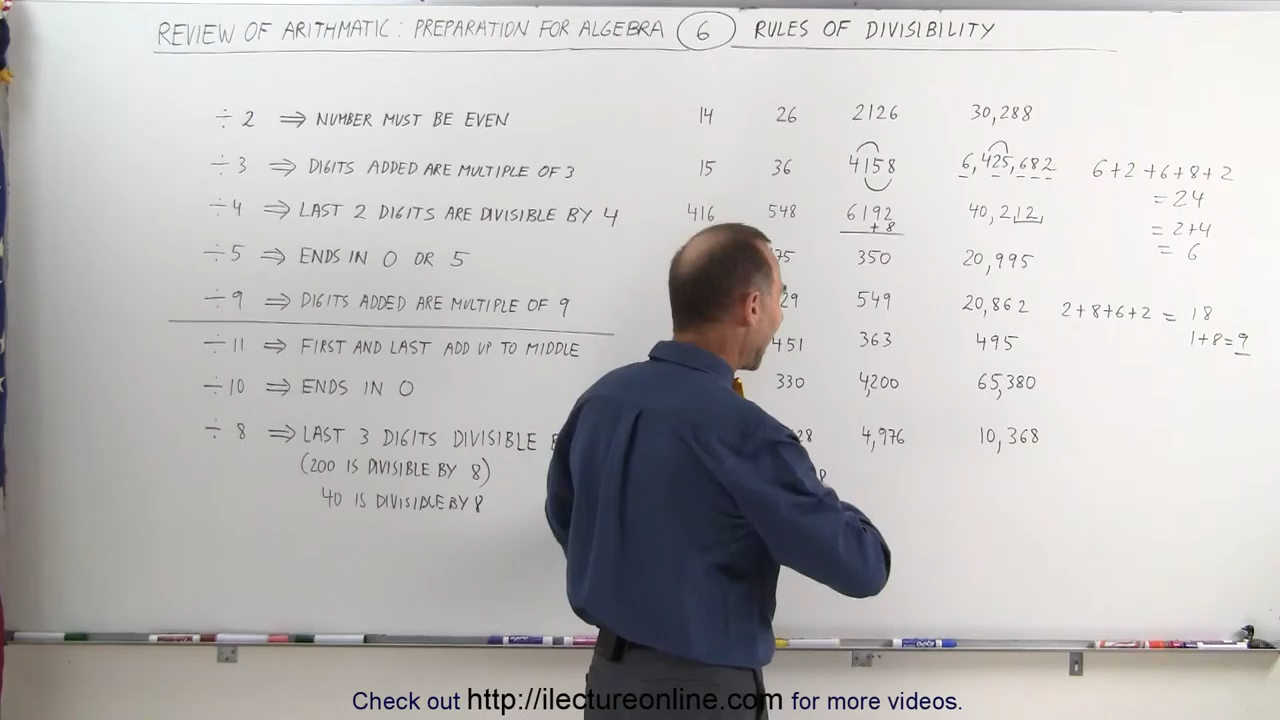 REVIEW OF ARITHMATIC: PREPARATION FOR ALGEBRA 6 RULES OF DIVISIBILITY
÷ 2 ⇒ NUMBER MUST BE EVEN 14 26 2126 30,288
÷ 3 ⇒ DIGITS ADDED ARE MULTIPLE OF 3 15 36 4158 6,425,682 6+2+6+8+2
= 24
÷ 4 ⇒ LAST 2 DIGITS ARE DIVISIBLE BY 4 416 548 6192 40,212
+8
= 2+4
= 6
÷ 5 ⇒ ENDS IN 0 OR 5 75 350 20,995
÷ 9 ⇒ DIGITS ADDED ARE MULTIPLE OF 9 29 549 20,862 2+8+6+2 = 18
1+8=9
÷ 11 ⇒ FIRST AND LAST ADD UP TO MIDDLE 451 363 495
÷ 10 ⇒ ENDS IN 0 330 4,200 65,380
÷ 8 ⇒ LAST 3 DIGITS DIVISIBLE 28 4,976 10,368
(200 IS DIVISIBLE BY 8)
40 IS DIVISIBLE BY 8
Check out http://ilectureonline.com for more videos.